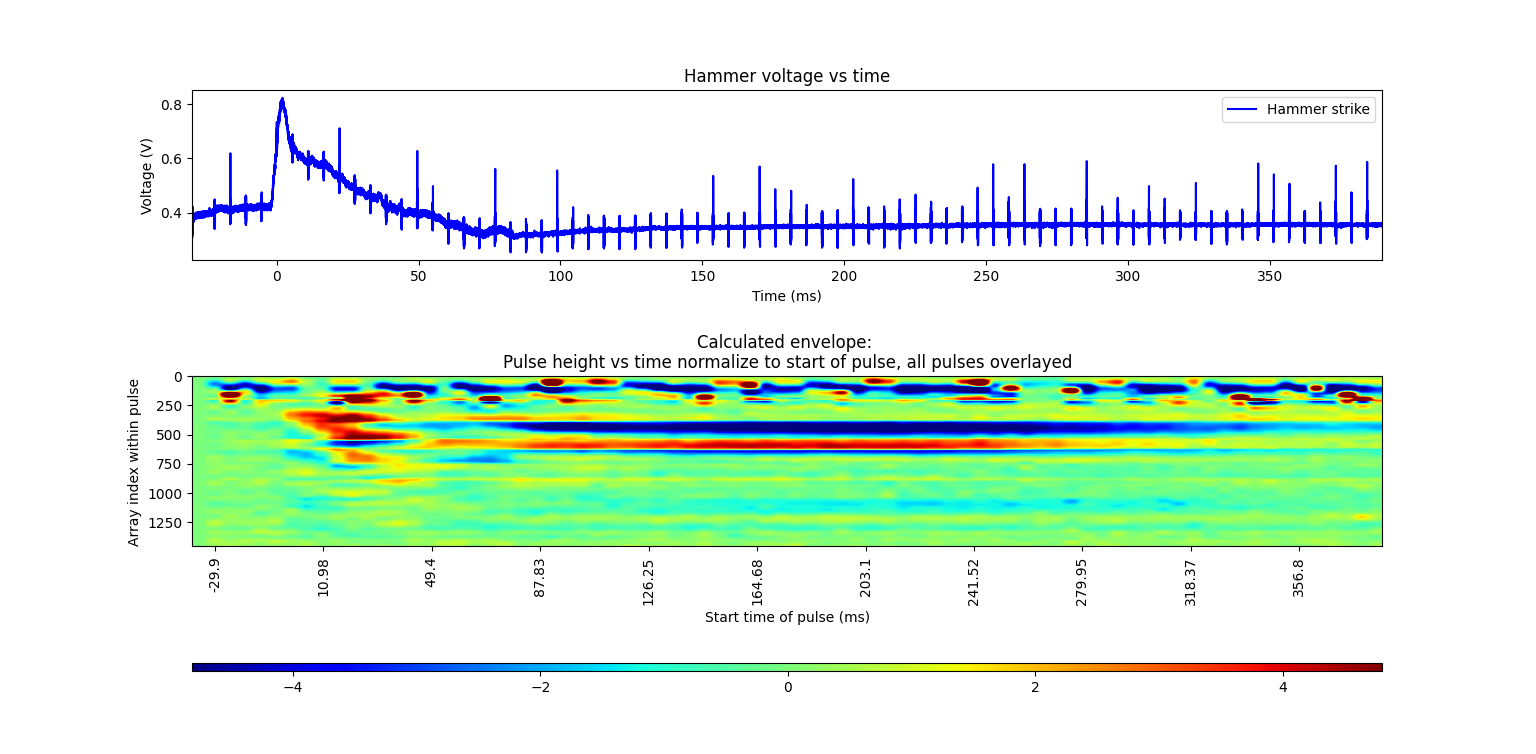 Hammer voltage vs time
Voltage (V)
0.8
0.6
0.4
Hammer strike
0 50 100 150 200 250 300 350
Time (ms)
Calculated envelope:
Pulse height vs time normalize to start of pulse, all pulses overlayed
Array index within pulse
0
250
500
750
1000
1250
-29.9 10.98 49.4 87.83 126.25 164.68 203.1 241.52 279.95 318.37 356.8
Start time of pulse (ms)
−4 −2 0 2 4